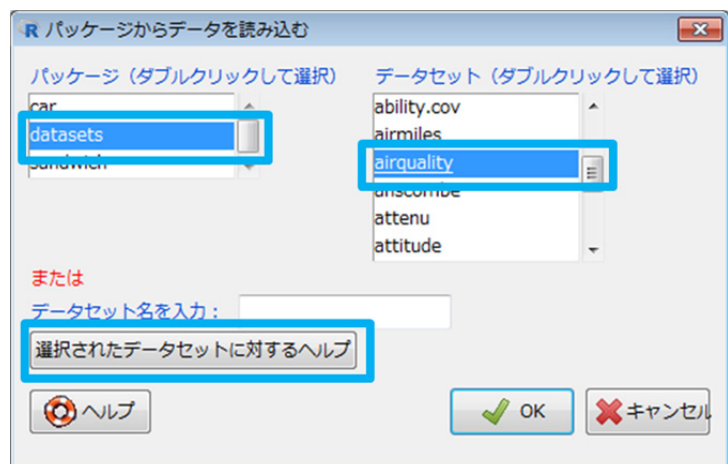 R パッケージからデータを読み込む
パッケージ（ダブルクリックして選択）
car
datasets
sandwich
データセット（ダブルクリックして選択）
ability.cov
airmiles
airquality
anscombe
attenu
attitude
または
データセット名を入力：
選択されたデータセットに対するヘルプ
ヘルプ
OK
キャンセル